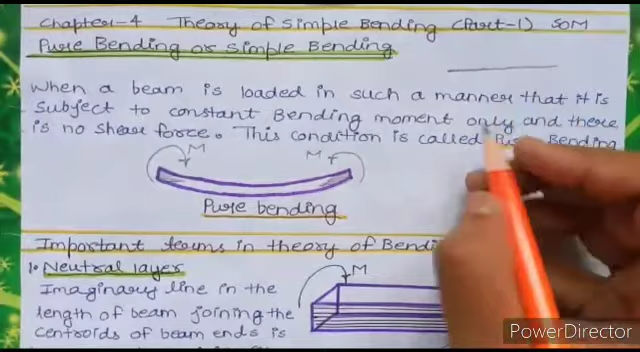 Chapter-4 Theory of Simple Bending (Part-1) SOM
Pure Bending or Simple Bending
When a beam is loaded in such a manner that it is
subject to constant Bending moment only and there
is no shear force. This condition is called Bending
M M
Pure bending
Important teams in theory of
1. Neutral layer
M
Imaginary line in the
length of beam joining the
centroids of beam ends is
PowerDirector